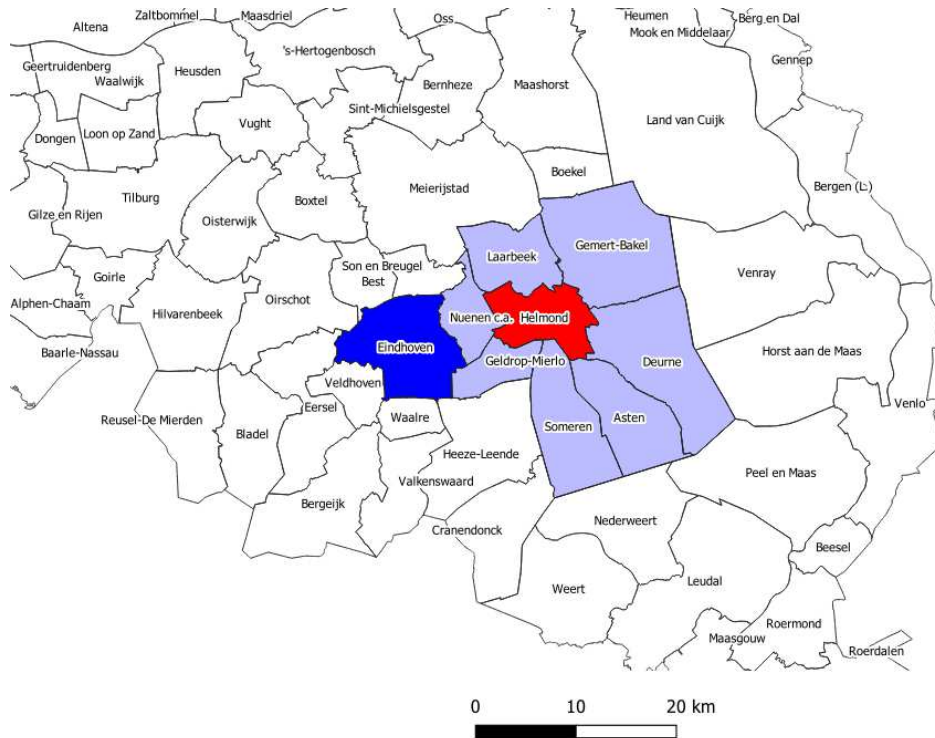 Zaltbommel
Maasdriel
Oss
Heumen
Berg en Dal
Altena
Mook en Middelaar
's-Hertogenbosch
Gennep
Geertruidenberg
Heusden
Waalwijk
Bernheze
Maashorst
Sint-Michielsgestel
Vught
Land van Cuijk
Dongen
Loon op Zand
Boekel
Meierijstad
Bergen (L.)
Tilburg
Boxtel
Gilze en Rijen
Oisterwijk
Gemert-Bakel
Laarbeek
Son en Breugel
Venray
Goirle
Best
Oirschot
Alphen-Chaam
Hilvarenbeek
Nuenen c.a.
Helmond
Eindhoven
Baarle-Nassau
Horst aan de Maas
Geldrop-Mierlo
Deurne
Veldhoven
Eersel
Venlo
Reusel-De Mierden
Waalre
Asten
Bladel
Someren
Heeze-Leende
Peel en Maas
Valkenswaard
Bergeijk
Nederweert
Cranendonck
Beesel
Weert
Leudal
Roermond
Maasgouw
Roerdalen
0 10 20 km